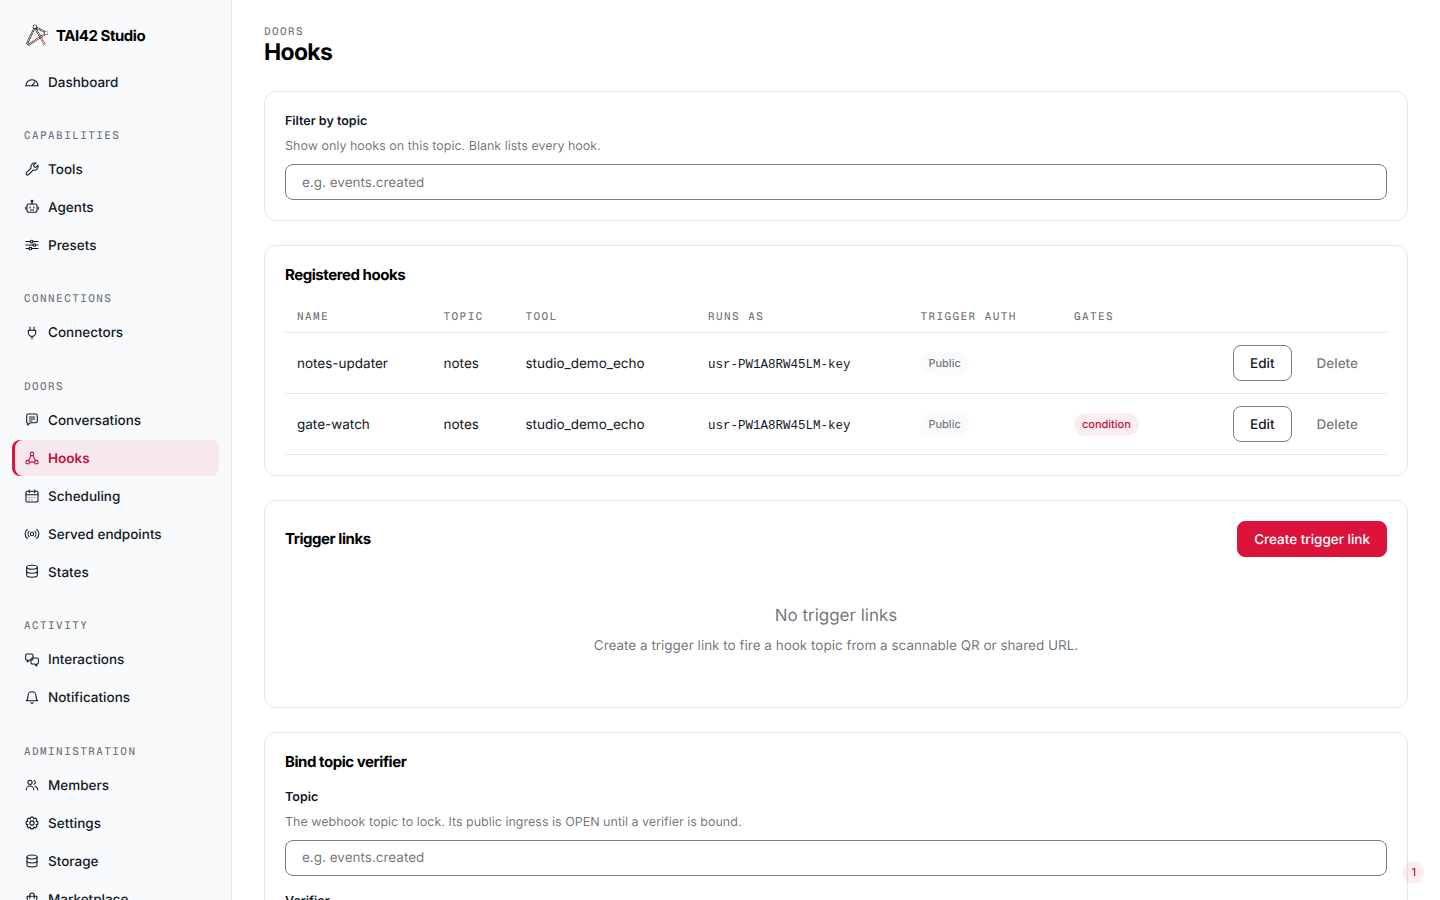 TAI42 Studio
Dashboard
CAPABILITIES
Tools
Agents
Presets
CONNECTIONS
Connectors
DOORS
Conversations
Hooks
Scheduling
Served endpoints
States
ACTIVITY
Interactions
Notifications
ADMINISTRATION
Members
Settings
Storage
Marketplace
DOORS
Hooks
Filter by topic
Show only hooks on this topic. Blank lists every hook.
e.g. events.created
Registered hooks
NAME TOPIC TOOL RUNS AS TRIGGER AUTH GATES
notes-updater notes studio_demo_echo usr-PW1A8RW45LM-key Public Edit Delete
gate-watch notes studio_demo_echo usr-PW1A8RW45LM-key Public condition Edit Delete
Trigger links
Create trigger link
No trigger links
Create a trigger link to fire a hook topic from a scannable QR or shared URL.
Bind topic verifier
Topic
The webhook topic to lock. Its public ingress is OPEN until a verifier is bound.
e.g. events.created
Verifier
1